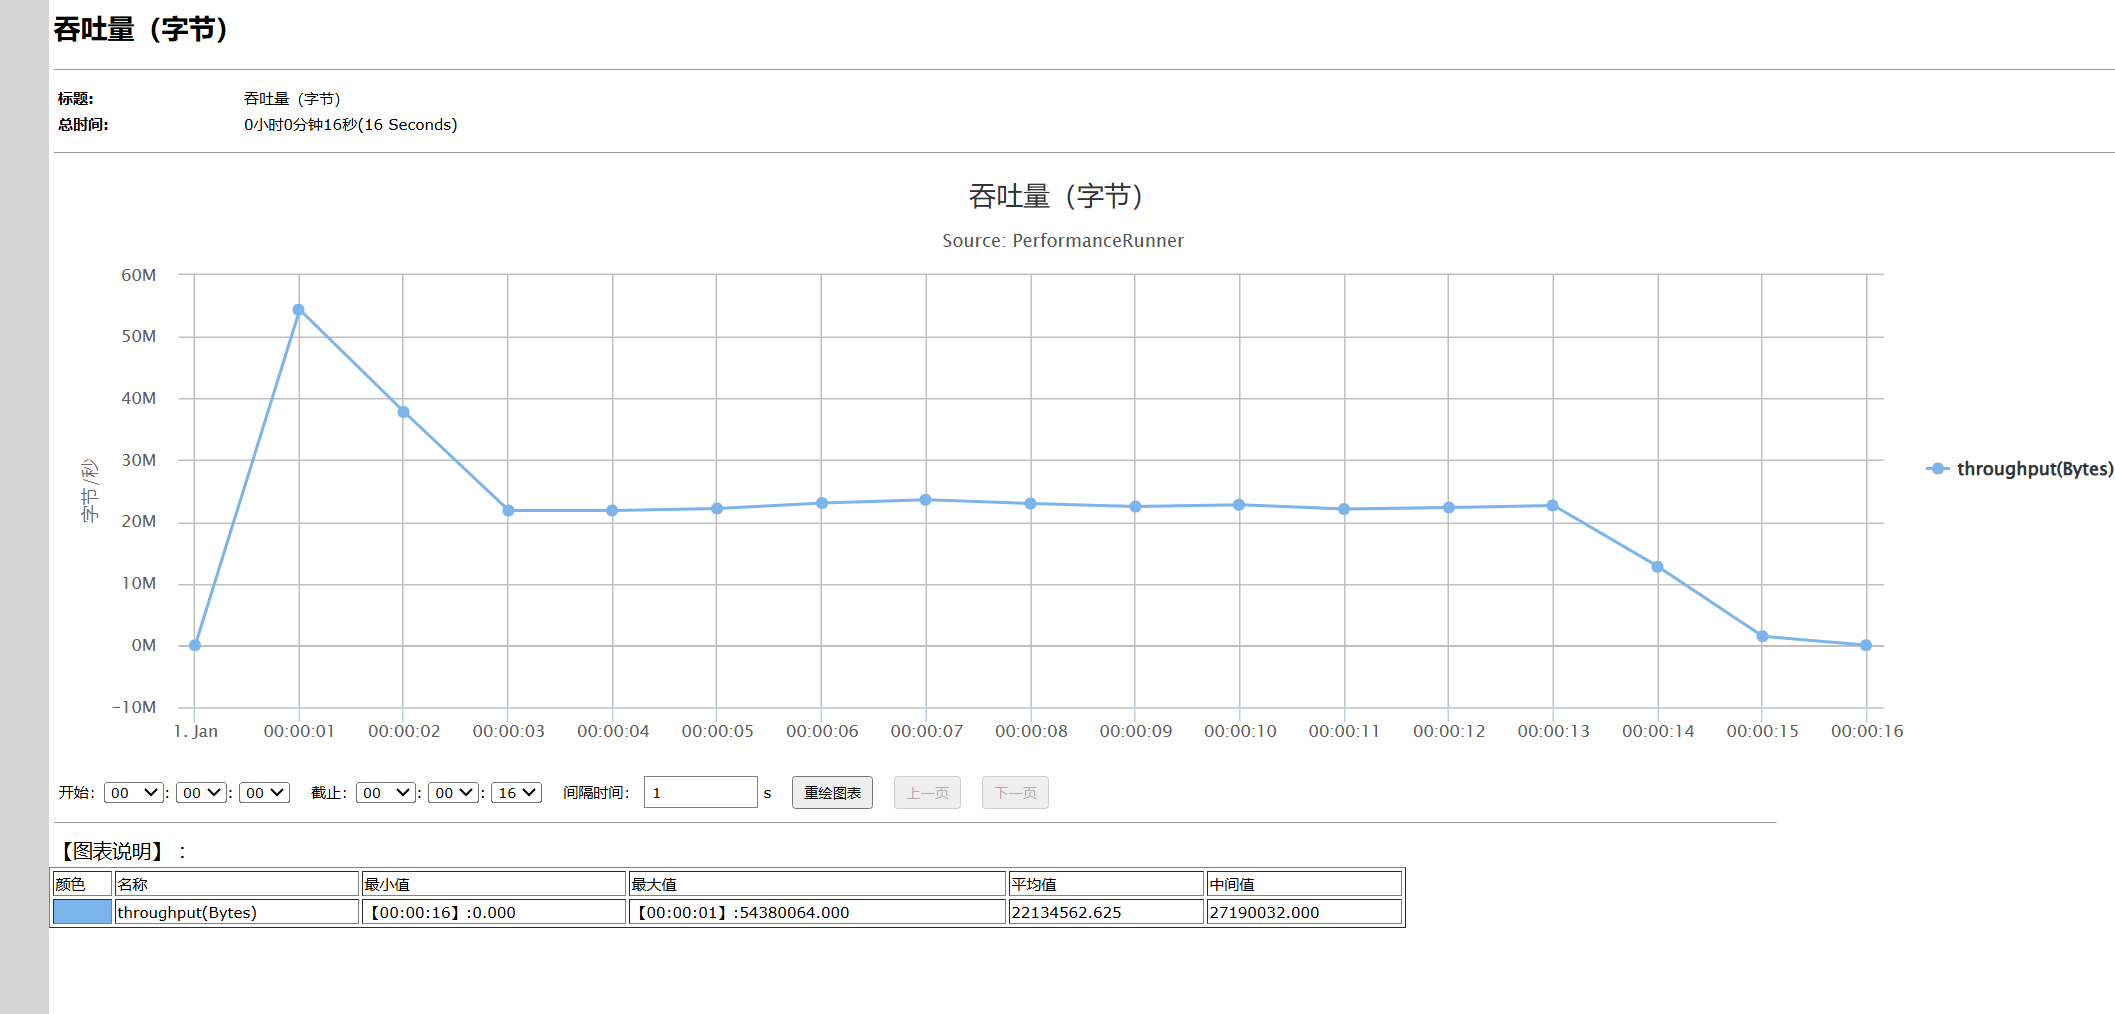 吞吐量（字节）
标题: 吞吐量（字节）
总时间: 0小时0分钟16秒(16 Seconds)
吞吐量（字节）
Source: PerformanceRunner
字节/秒
60M
50M
40M
30M
20M
10M
0M
-10M
1. Jan 00:00:01 00:00:02 00:00:03 00:00:04 00:00:05 00:00:06 00:00:07 00:00:08 00:00:09 00:00:10 00:00:11 00:00:12 00:00:13 00:00:14 00:00:15 00:00:16
throughput(Bytes)
开始: 00 : 00 : 00 截止: 00 : 00 : 16 间隔时间: 1 s 重绘图表 上一页 下一页
【图表说明】：
颜色 名称 最小值 最大值 平均值 中间值
throughput(Bytes) 【00:00:16】:0.000 【00:00:01】:54380064.000 22134562.625 27190032.000